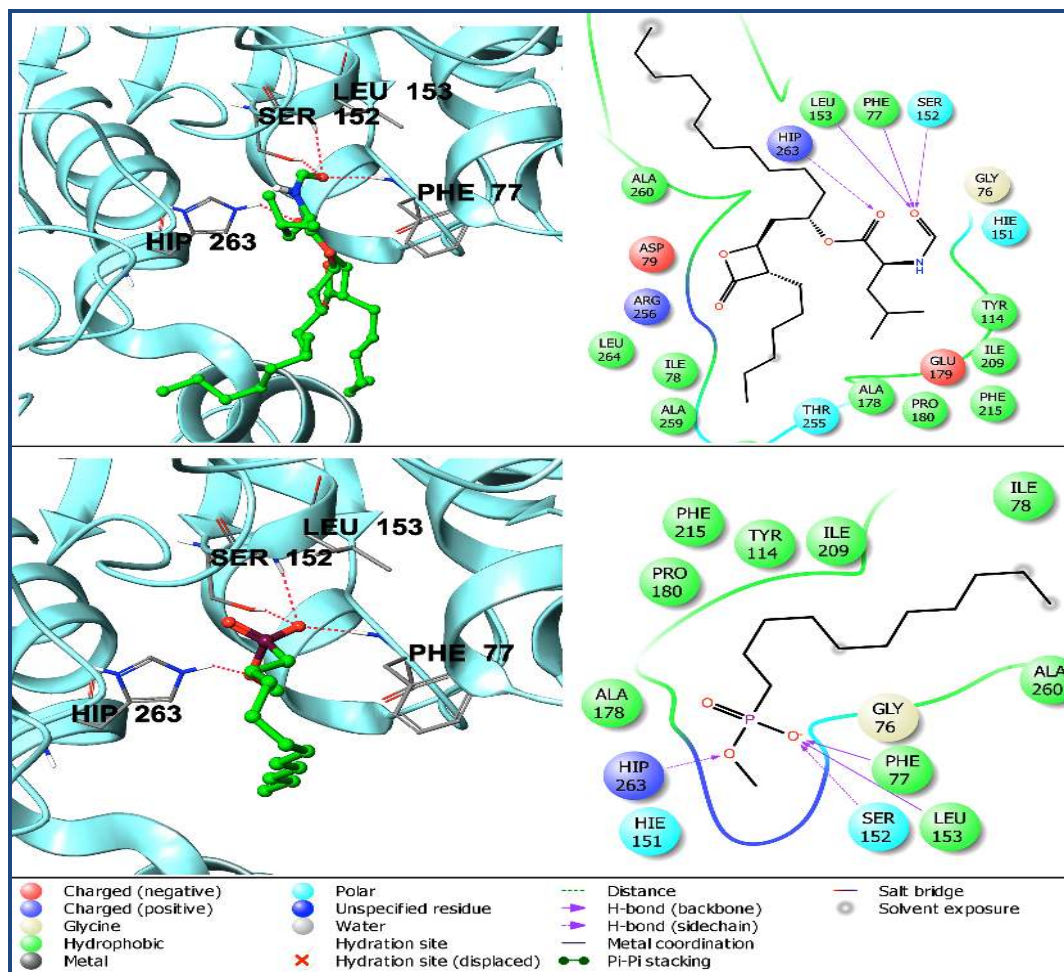 LEU 153
SER 152
PHE 77
HIP 263
LEU 153
PHE 77
SER 152
HIP 263
GLY 76
HIE 151
ALA 260
ASP 79
ARG 256
LEU 264
ILE 78
ALA 259
THR 255
ALA 178
GLU 179
PRO 180
TYR 114
ILE 209
PHE 215
O
O
O
O
O
N
H
LEU 153
SER 152
PHE 77
HIP 263
ILE 78
PHE 215
TYR 114
ILE 209
PRO 180
ALA 260
ALA 178
GLY 76
PHE 77
HIP 263
HIE 151
SER 152
LEU 153
O
P
O-
O
Charged (negative)
Charged (positive)
Glycine
Hydrophobic
Metal
Polar
Unspecified residue
Water
Hydration site
Hydration site (displaced)
Distance
H-bond (backbone)
H-bond (sidechain)
Metal coordination
Pi-Pi stacking
Salt bridge
Solvent exposure